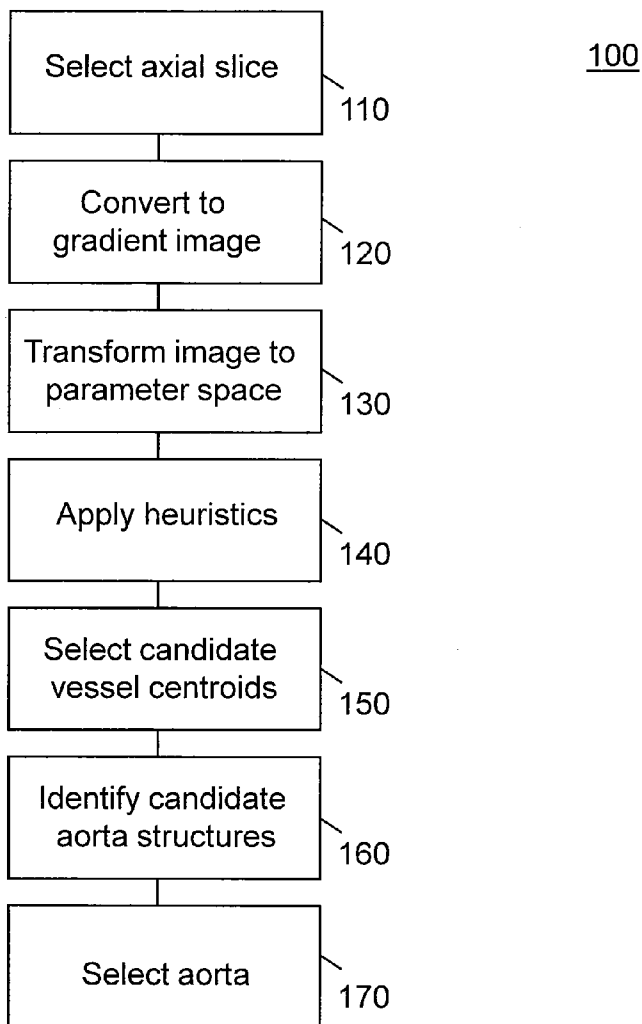 Select axial slice
100
110
Convert to
gradient image
120
Transform image to
parameter space
130
Apply heuristics
140
Select candidate
vessel centroids
150
Identify candidate
aorta structures
160
Select aorta
170